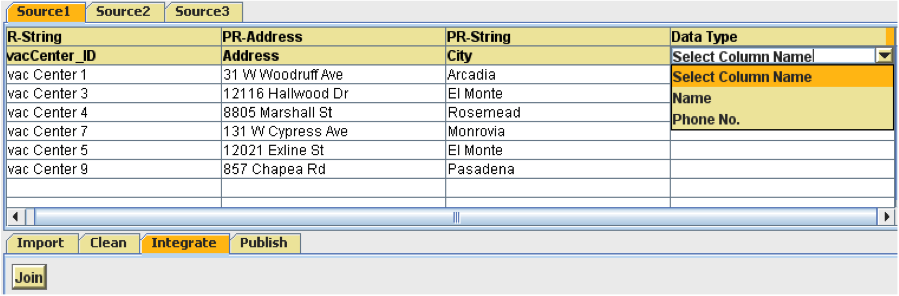 Source1 Source2 Source3
R-String PR-Address PR-String Data Type
vacCenter_ID Address City Select Column Name
vac Center 1 31 W Woodruff Ave Arcadia Select Column Name
vac Center 3 12116 Hallwood Dr El Monte Name
vac Center 4 8805 Marshall St Rosemead Phone No.
vac Center 7 131 W Cypress Ave Monrovia
vac Center 5 12021 Exline St El Monte
vac Center 9 857 Chapea Rd Pasadena
Import Clean Integrate Publish
Join